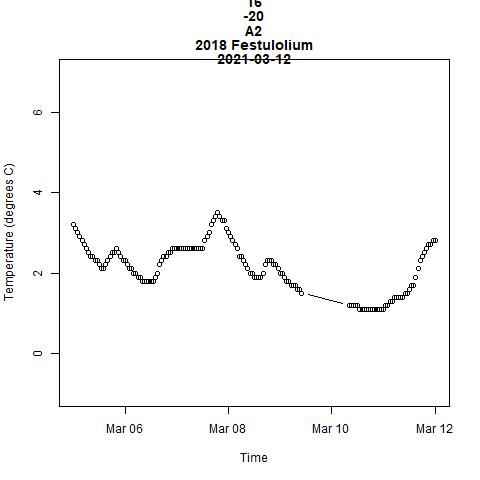 16
-20
A2
2018 Festulolium
2021-03-12
6
4
2
0
Temperature (degrees C)
Mar 06
Mar 08
Mar 10
Mar 12
Time